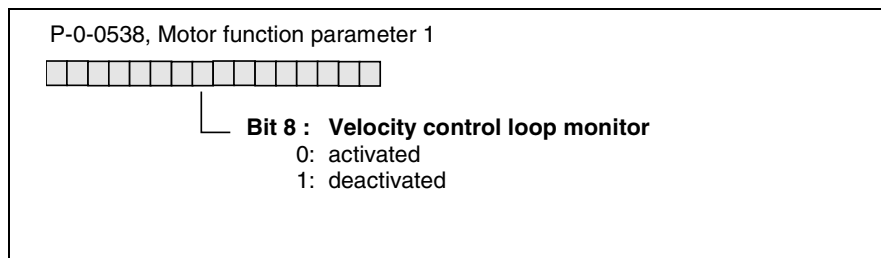 P-0-0538, Motor function parameter 1
Bit 8 : Velocity control loop monitor
0: activated
1: deactivated